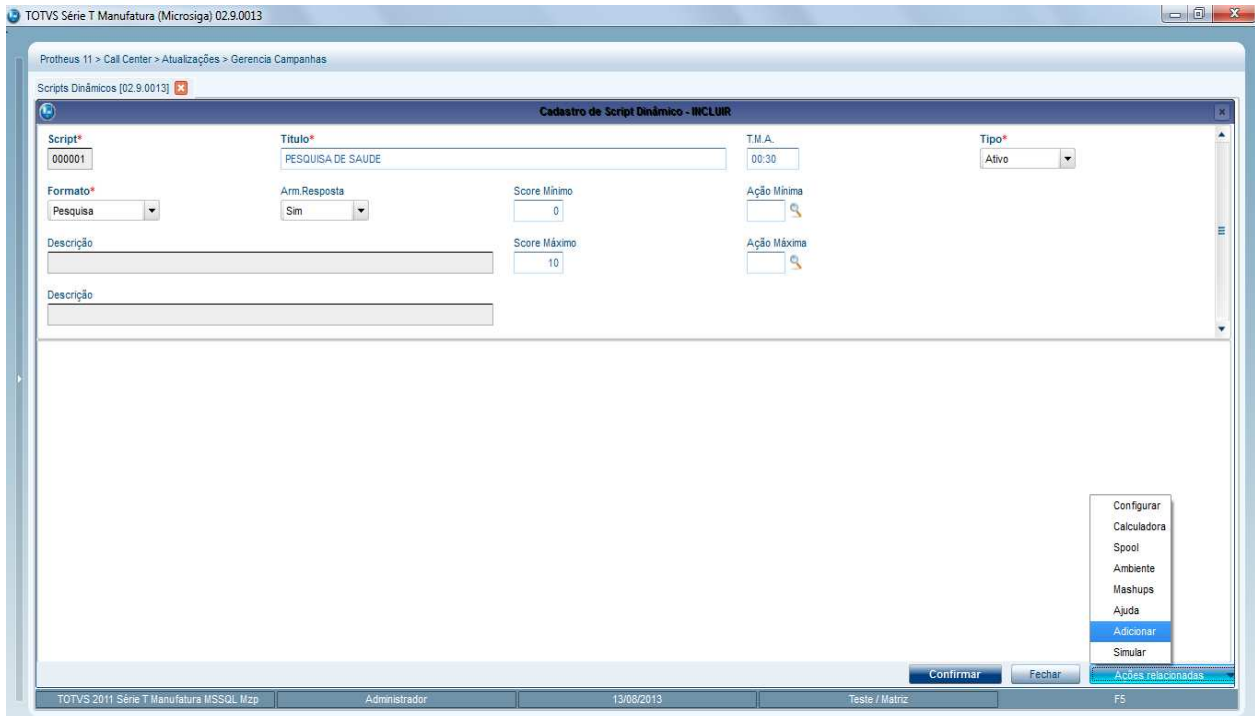 TOTVS Série T Manufatura (Microsiga) 02.9.0013
Protheus 11 > Call Center > Atualizações > Gerencia Campanhas
Scripts Dinâmicos [02.9.0013]
Cadastro de Script Dinâmico - INCLUIR
Script* Titulo* T.M.A. Tipo*
000001 PESQUISA DE SAUDE 00:30 Ativo
Formato* Arm.Resposta Score Mínimo Ação Mínima
Pesquisa Sim 0
Descrição Score Máximo Ação Máxima
10
Descrição
Configurar
Calculadora
Spool
Ambiente
Mashups
Ajuda
Adicionar
Simular
Confirmar Fechar Ações relacionadas
TOTVS 2011 Série T Manufatura MSSQL Mzp Administrador 13/08/2013 Teste / Matriz F5